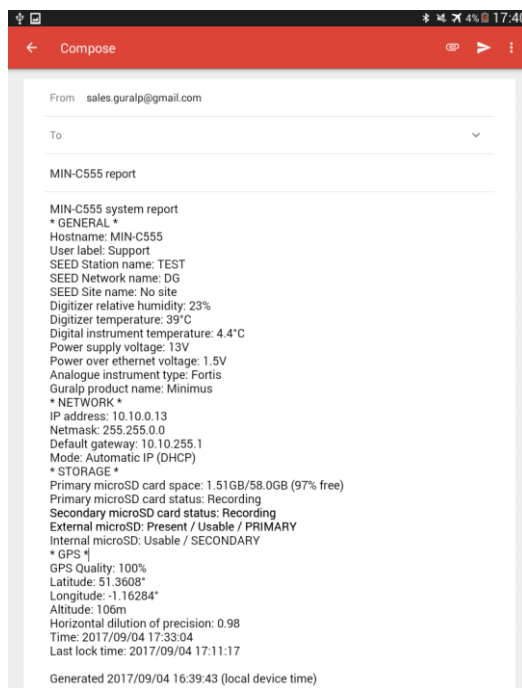 4% 17:40
Compose
From sales.guralp@gmail.com
To
MIN-C555 report
MIN-C555 system report
* GENERAL *
Hostname: MIN-C555
User label: Support
SEED Station name: TEST
SEED Network name: DG
SEED Site name: No site
Digitizer relative humidity: 23%
Digitizer temperature: 39°C
Digital instrument temperature: 4.4°C
Power supply voltage: 13V
Power over ethernet voltage: 1.5V
Analogue instrument type: Fortis
Guralp product name: Minimus
* NETWORK *
IP address: 10.10.0.13
Netmask: 255.255.0.0
Default gateway: 10.10.255.1
Mode: Automatic IP (DHCP)
* STORAGE *
Primary microSD card space: 1.51GB/58.0GB (97% free)
Primary microSD card status: Recording
Secondary microSD card status: Recording
External microSD: Present / Usable / PRIMARY
Internal microSD: Usable / SECONDARY
* GPS *
GPS Quality: 100%
Latitude: 51.3608°
Longitude: -1.16284°
Altitude: 106m
Horizontal dilution of precision: 0.98
Time: 2017/09/04 17:33:04
Last lock time: 2017/09/04 17:11:17
Generated 2017/09/04 16:39:43 (local device time)